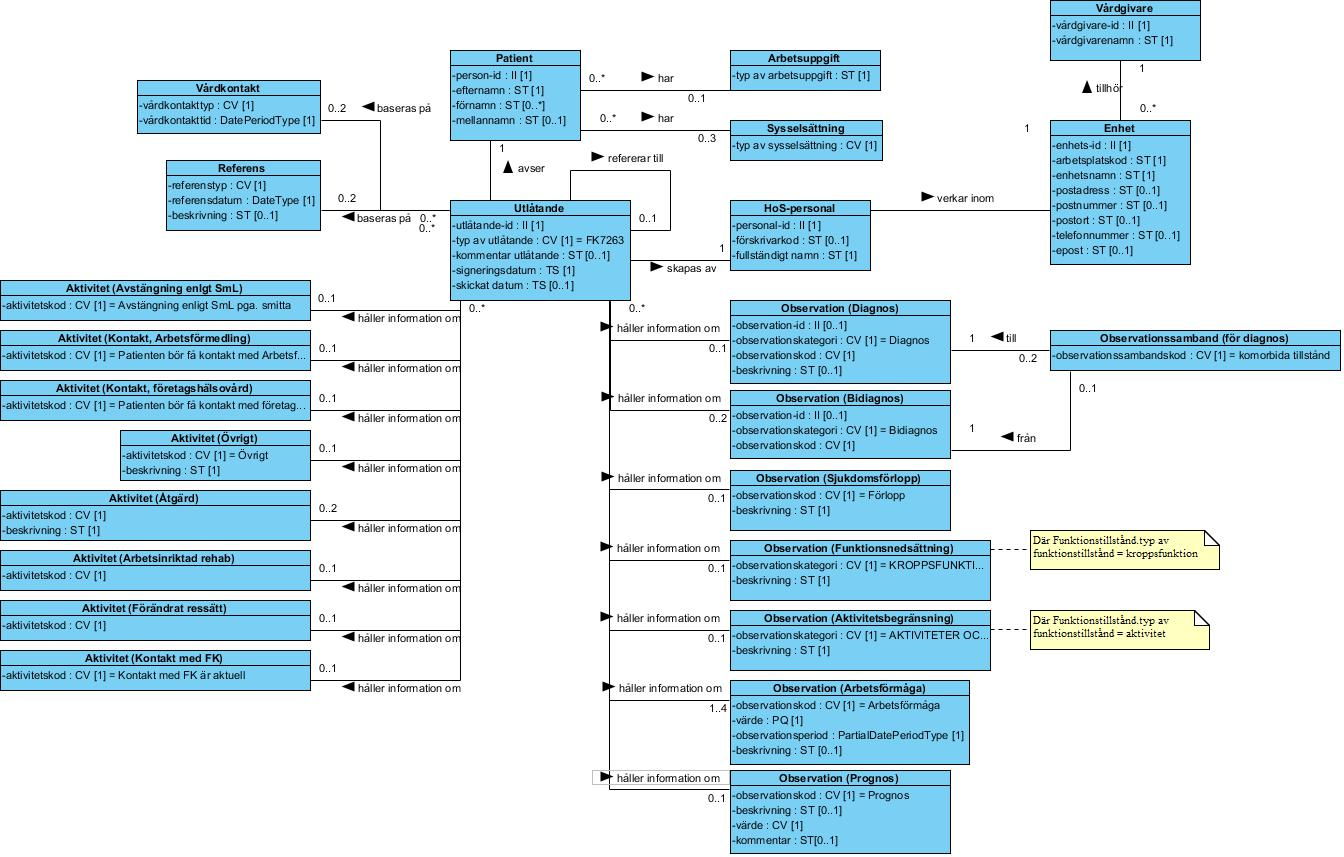 Vårdgivare
-vårdgivare-id : II [1]
-vårdgivarenamn : ST [1]
1
tillhör
0..*
Patient
-person-id : II [1]
-efternamn : ST [1]
-förnamn : ST [0..*]
-mellannamn : ST [0..1]
0..*
har
0..1
Arbetsuppgift
-typ av arbetsuppgift : ST [1]
0..*
har
0..3
Sysselsättning
-typ av sysselsättning : CV [1]
Vårdkontakt
-vårdkontakttyp : CV [1]
-vårdkontakttid : DatePeriodType [1]
0..2
baseras på
Referens
-referenstyp : CV [1]
-referensdatum : DateType [1]
-beskrivning : ST [0..1]
0..2
baseras på
0..*
0..*
1
avser
refererar till
0..1
Utlåtande
-utlåtande-id : II [1]
-typ av utlåtande : CV [1] = FK7263
-kommentar utlåtande : ST [0..1]
-signeringsdatum : TS [1]
-skickat datum : TS [0..1]
1
skapas av
HoS-personal
-personal-id : II [1]
-förskrivarkod : ST [0..1]
-fullständigt namn : ST [1]
verkar inom
1
Enhet
-enhets-id : II [1]
-arbetsplatskod : ST [1]
-enhetsnamn : ST [1]
-postadress : ST [0..1]
-postnummer : ST [0..1]
-postort : ST [0..1]
-telefonnummer : ST [0..1]
-epost : ST [0..1]
0..*
0..*
Aktivitet (Avstängning enlgt SmL)
-aktivitetskod : CV [1] = Avstängning enligt SmL pga. smitta
0..1
håller information om
Aktivitet (Kontakt, Arbetsförmedling)
-aktivitetskod : CV [1] = Patienten bör få kontakt med Arbetsf...
0..1
håller information om
Aktivitet (Kontakt, företagshälsovård)
-aktivitetskod : CV [1] = Patienten bör få kontakt med företag...
0..1
håller information om
Aktivitet (Övrigt)
-aktivitetskod : CV [1] = Övrigt
-beskrivning : ST [1]
0..1
håller information om
Aktivitet (Åtgärd)
-aktivitetskod : CV [1]
-beskrivning : ST [1]
0..2
håller information om
Aktivitet (Arbetsinriktad rehab)
-aktivitetskod : CV [1]
0..1
håller information om
Aktivitet (Förändrat ressätt)
-aktivitetskod : CV [1]
0..1
håller information om
Aktivitet (Kontakt med FK)
-aktivitetskod : CV [1] = Kontakt med FK är aktuell
0..1
håller information om
håller information om
0..1
Observation (Diagnos)
-observation-id : II [0..1]
-observationskategori : CV [1] = Diagnos
-observationskod : CV [1]
-beskrivning : ST [0..1]
1
till
0..2
Observationssamband (för diagnos)
-observationssambandskod : CV [1] = komorbida tillstånd
0..1
håller information om
0..2
Observation (Bidiagnos)
-observation-id : II [0..1]
-observationskategori : CV [1] = Bidiagnos
-observationskod : CV [1]
1
från
håller information om
0..1
Observation (Sjukdomsförlopp)
-observationskod : CV [1] = Förlopp
-beskrivning : ST [1]
håller information om
0..1
Observation (Funktionsnedsättning)
-observationskategori : CV [1] = KROPPSFUNKTI...
-beskrivning : ST [1]
Där Funktionstillstånd.typ av
funktionstillstånd = kroppsfunktion
håller information om
0..1
Observation (Aktivitetsbegränsning)
-observationskategori : CV [1] = AKTIVITETER OC...
-beskrivning : ST [1]
Där Funktionstillstånd.typ av
funktionstillstånd = aktivitet
håller information om
1..4
Observation (Arbetsförmåga)
-observationskod : CV [1] = Arbetsförmåga
-värde : PQ [1]
-observationsperiod : PartialDatePeriodType [1]
-beskrivning : ST [0..1]
håller information om
0..1
Observation (Prognos)
-observationskod : CV [1] = Prognos
-beskrivning : ST [0..1]
-värde : CV [1]
-kommentar : ST[0..1]